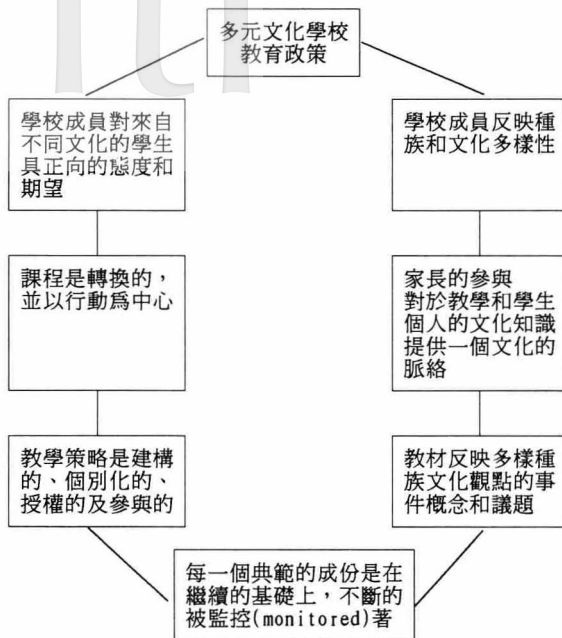 多元文化學校
教育政策
學校成員對來自
不同文化的學生
具正向的態度和
期望
學校成員反映種
族和文化多樣性
課程是轉換的，
並以行動爲中心
家長的參與
對於教學和學生
個人的文化知識
提供一個文化的
脈絡
教學策略是建構
的、個別化的、
授權的及參與的
教材反映多樣種
族文化觀點的事
件概念和議題
每一個典範的成份是在
繼續的基礎上，不斷的
被監控(monitored)著